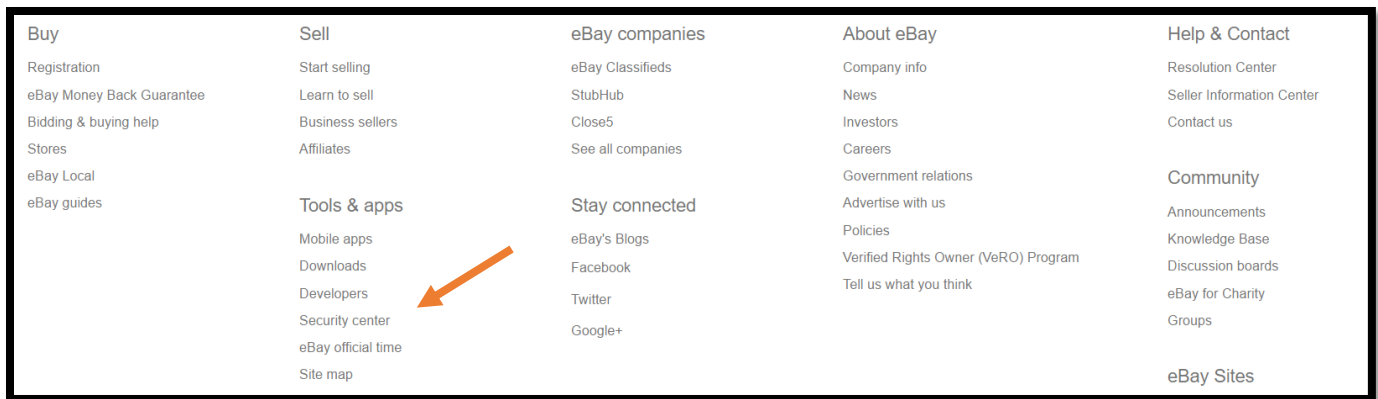 Buy
Registration
eBay Money Back Guarantee
Bidding & buying help
Stores
eBay Local
eBay guides
Sell
Start selling
Learn to sell
Business sellers
Affiliates
Tools & apps
Mobile apps
Downloads
Developers
Security center
eBay official time
Site map
eBay companies
eBay Classifieds
StubHub
Close5
See all companies
Stay connected
eBay's Blogs
Facebook
Twitter
Google+
About eBay
Company info
News
Investors
Careers
Government relations
Advertise with us
Policies
Verified Rights Owner (VeRO) Program
Tell us what you think
Help & Contact
Resolution Center
Seller Information Center
Contact us
Community
Announcements
Knowledge Base
Discussion boards
eBay for Charity
Groups
eBay Sites